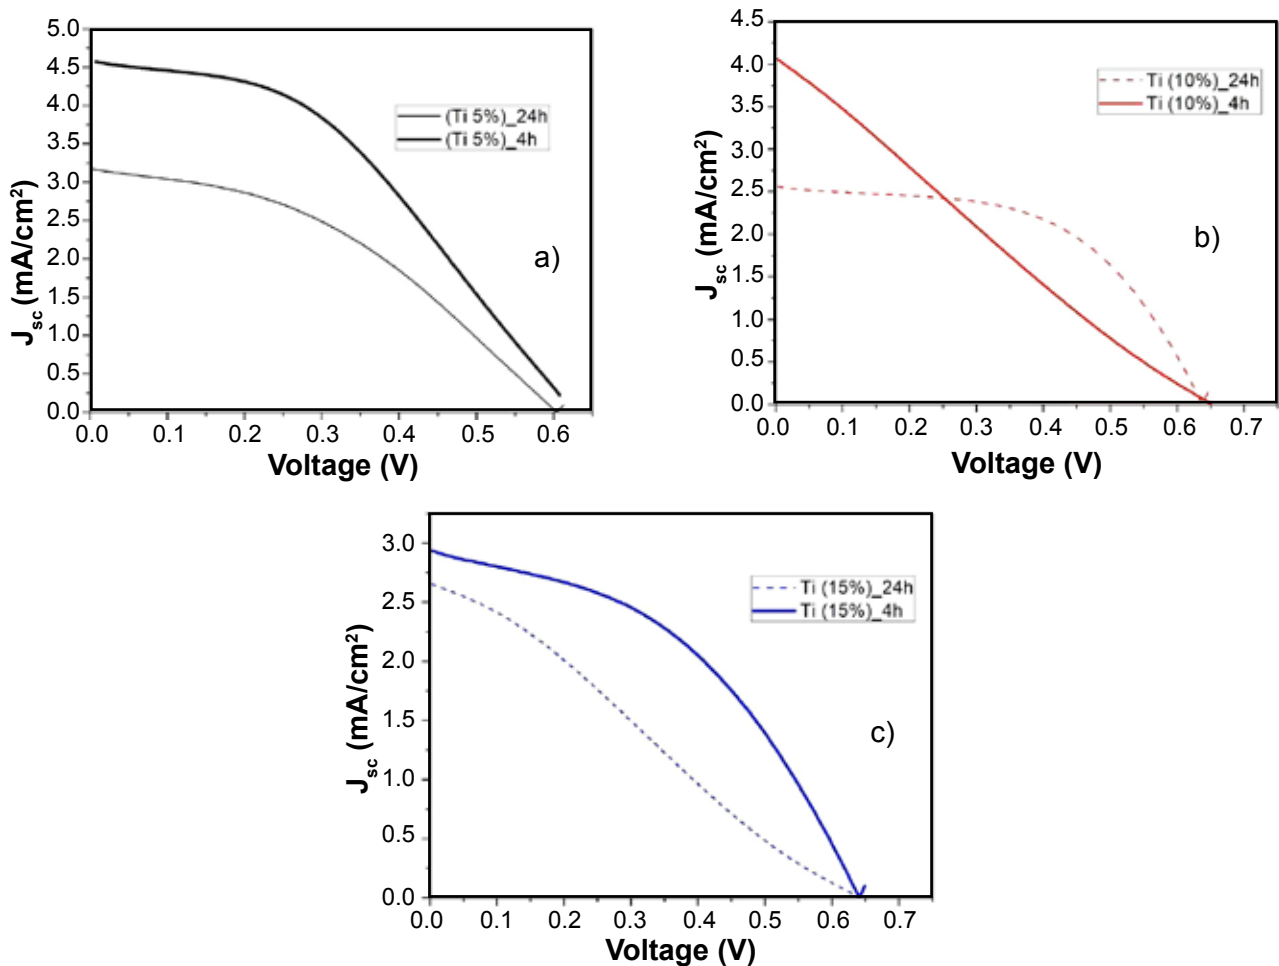 5.0
4.5
4.0
3.5
3.0
2.5
2.0
1.5
1.0
0.5
0.0
J_sc (mA/cm²)
(Ti 5%)_24h
(Ti 5%)_4h
a)
0.0 0.1 0.2 0.3 0.4 0.5 0.6
Voltage (V)
4.5
4.0
3.5
3.0
2.5
2.0
1.5
1.0
0.5
0.0
J_sc (mA/cm²)
Ti (10%)_24h
Ti (10%)_4h
b)
0.0 0.1 0.2 0.3 0.4 0.5 0.6 0.7
Voltage (V)
3.0
2.5
2.0
1.5
1.0
0.5
0.0
J_sc (mA/cm²)
Ti (15%)_24h
Ti (15%)_4h
c)
0.0 0.1 0.2 0.3 0.4 0.5 0.6 0.7
Voltage (V)